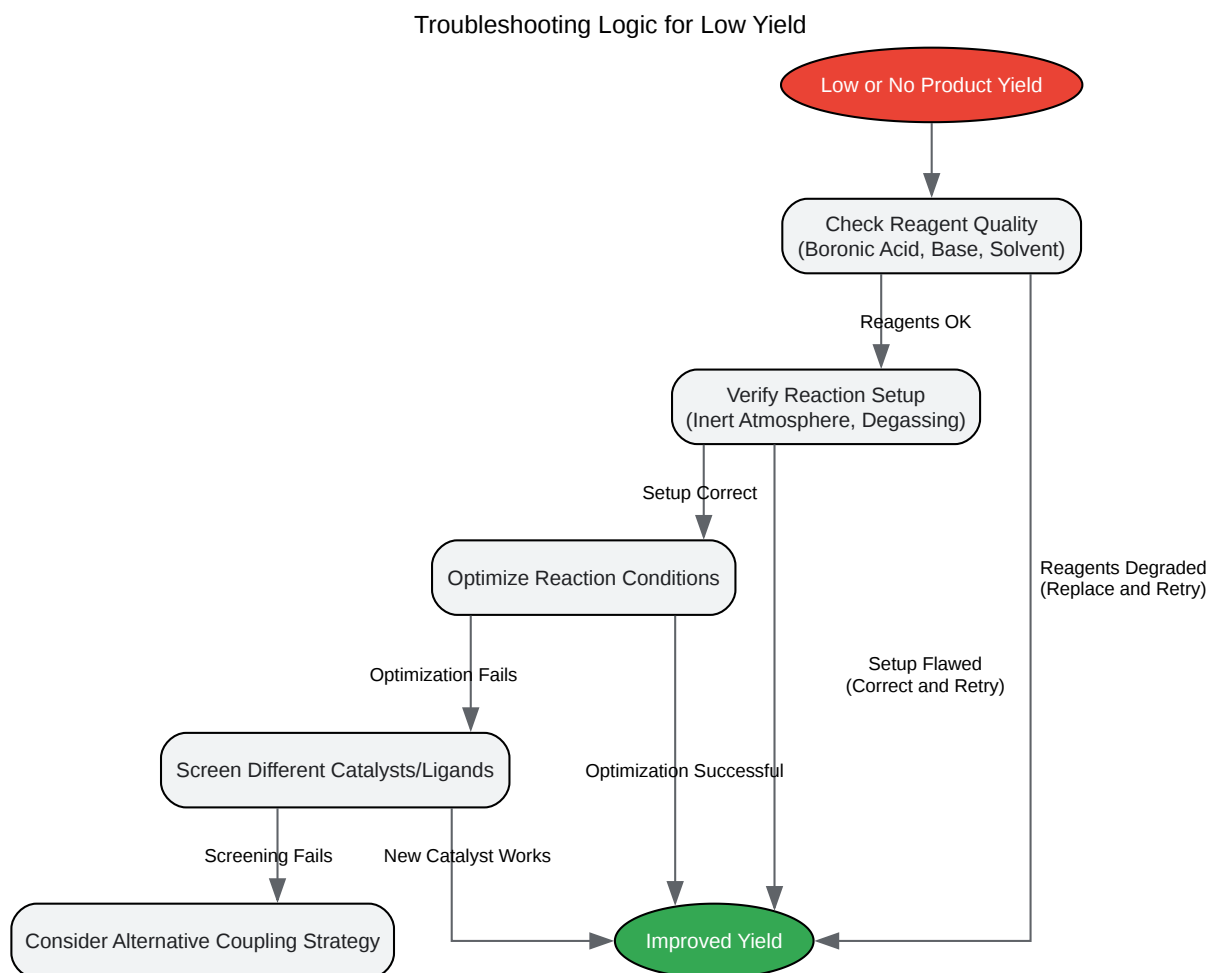 Troubleshooting Logic for Low Yield
Low or No Product Yield
Check Reagent Quality
(Boronic Acid, Base, Solvent)
Reagents OK
Verify Reaction Setup
(Inert Atmosphere, Degassing)
Setup Correct
Optimize Reaction Conditions
Reagents Degraded
(Replace and Retry)
Setup Flawed
(Correct and Retry)
Optimization Fails
Screen Different Catalysts/Ligands
Optimization Successful
Screening Fails
New Catalyst Works
Consider Alternative Coupling Strategy
Improved Yield